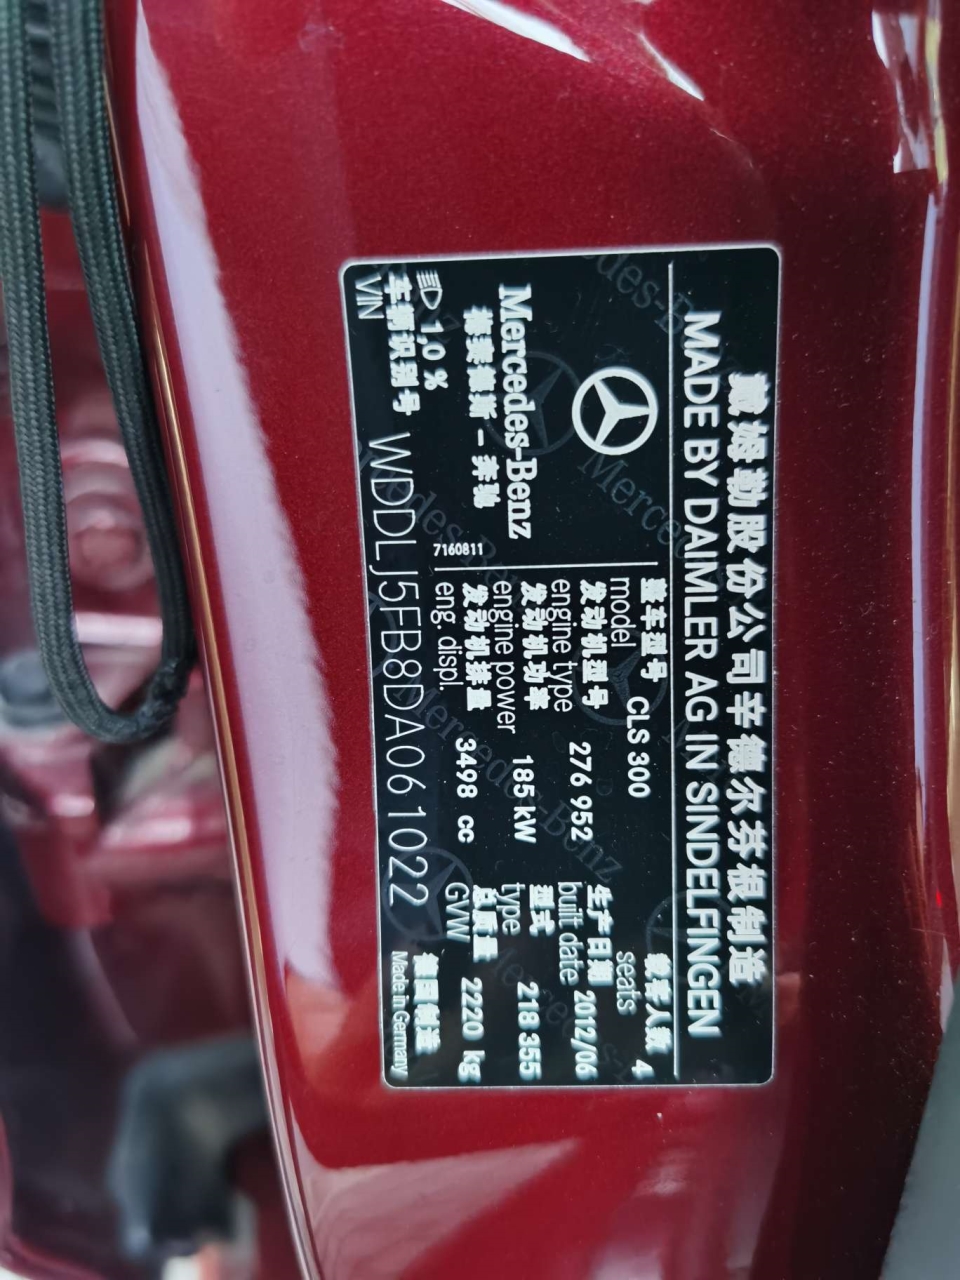 戴姆勒股份公司辛德尔芬根制造
MADE BY DAIMLER AG IN SINDELFINGEN
Mercedes-Benz
梅赛德斯-奔驰
1,0 %
7160811
整车型号
model CLS 300
发动机型号
engine type 276 952
发动机功率
engine power 185 kW
发动机排量
eng. displ. 3498 cc
载客人数
seats 4
生产日期
built date 2012/06
型式
type 218 355
总质量
GVW 2220 kg
车辆识别号
VIN WDDLJ5FB8DA061022
德国制造
Made in Germany